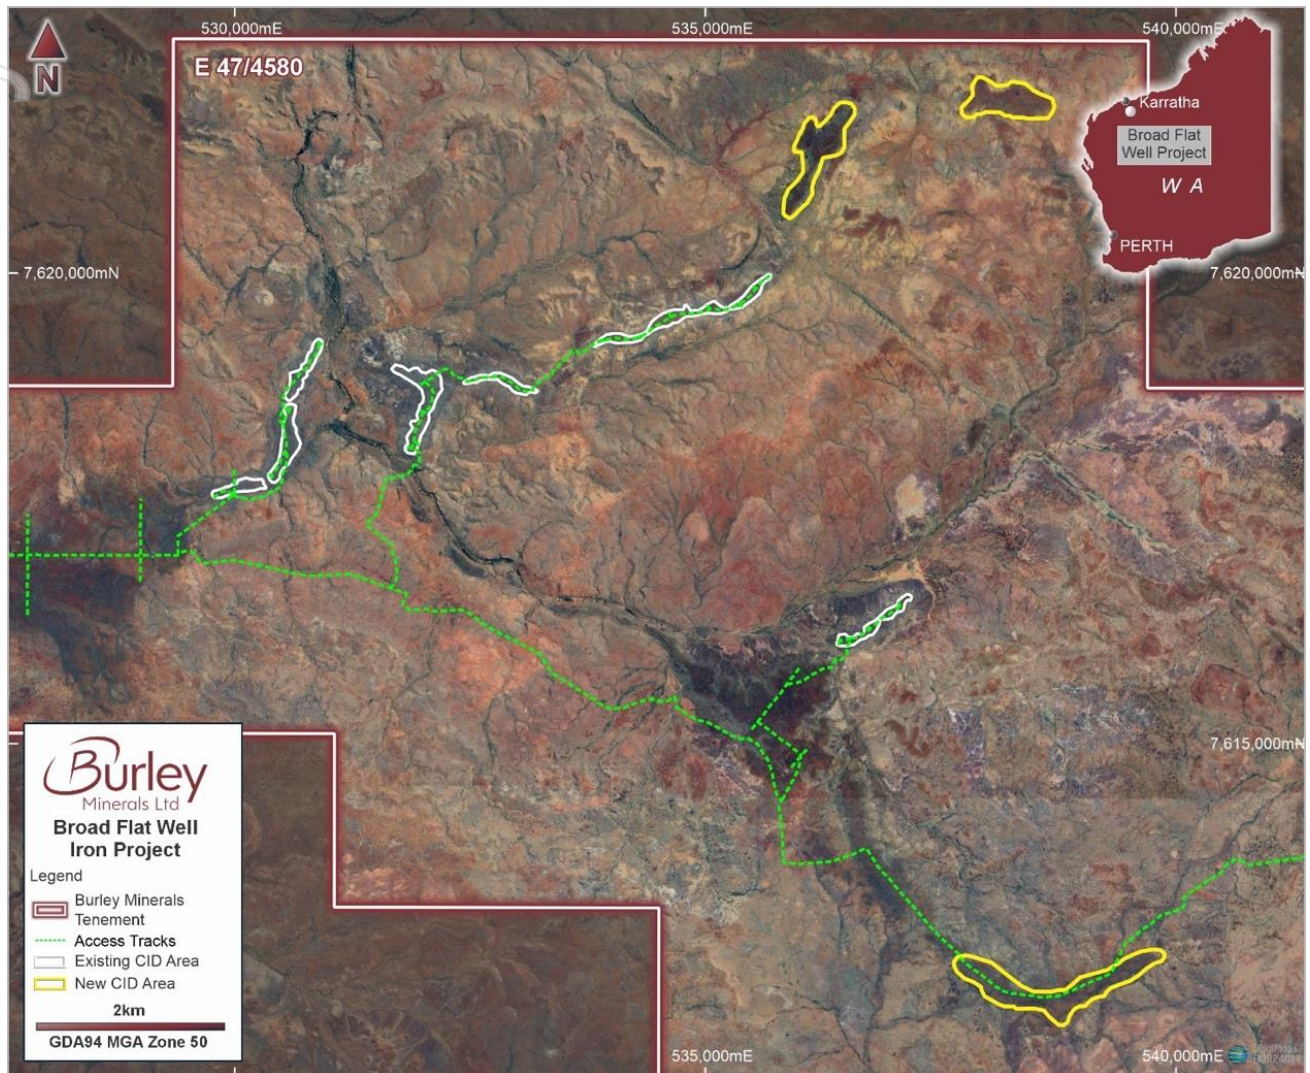 530,000mE
535,000mE
540,000mE
N
E 47/4580
Karratha
Broad Flat
Well Project
W A
PERTH
7,620,000mN
7,620,000mN
7,615,000mN
Burley
Minerals Ltd
Broad Flat Well
Iron Project
Legend
Burley Minerals
Tenement
Access Tracks
Existing CID Area
New CID Area
2km
GDA94 MGA Zone 50
535,000mE
540,000mE